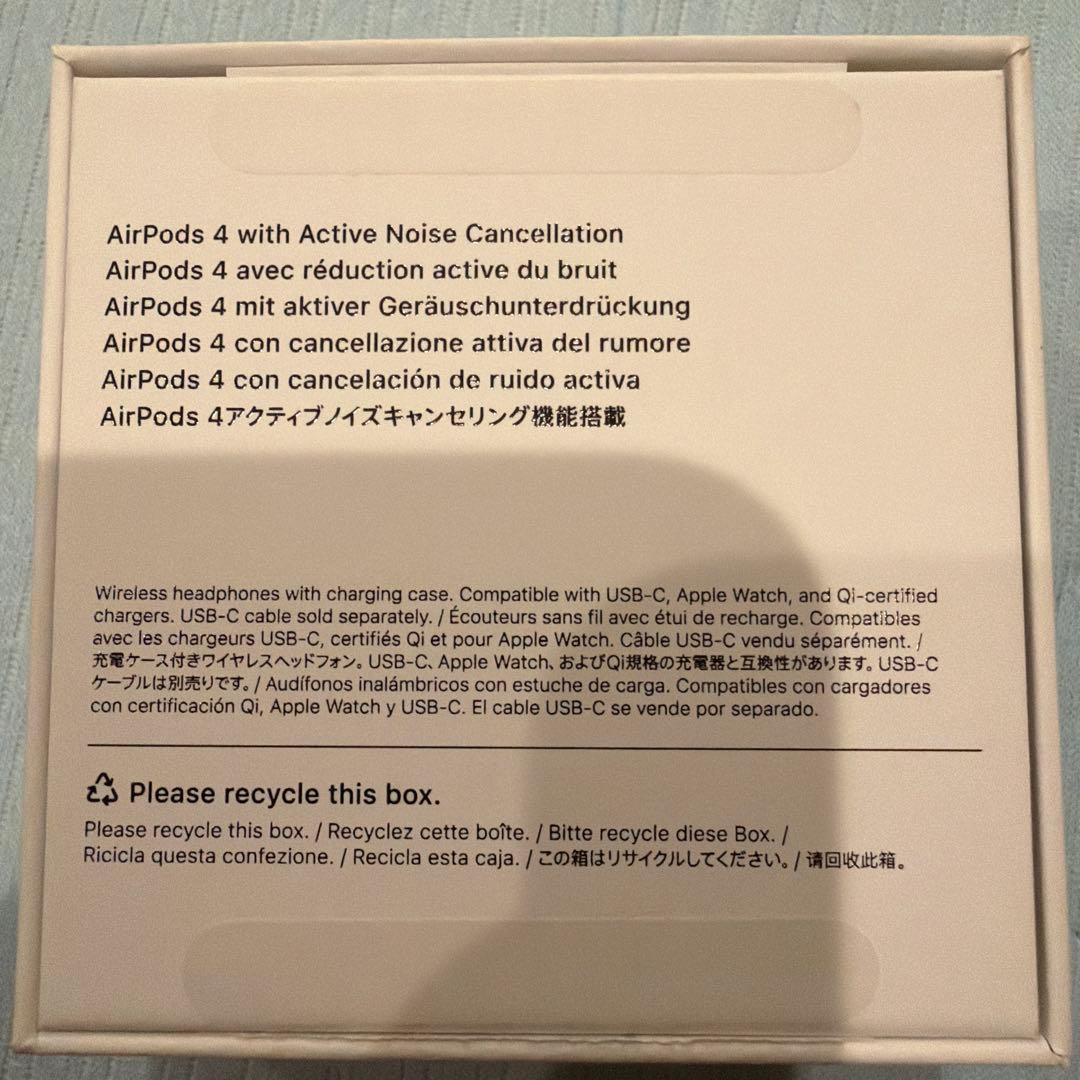 AirPods 4 with Active Noise Cancellation
AirPods 4 avec réduction active du bruit
AirPods 4 mit aktiver Geräuschunterdrückung
AirPods 4 con cancellazione attiva del rumore
AirPods 4 con cancelación de ruido activa
AirPods 4アクティブノイズキャンセリング機能搭載
Wireless headphones with charging case. Compatible with USB-C, Apple Watch, and Qi-certified
chargers. USB-C cable sold separately. / Écouteurs sans fil avec étui de recharge. Compatibles
avec les chargeurs USB-C, certifiés Qi et pour Apple Watch. Câble USB-C vendu séparément. /
充電ケース付きワイヤレスヘッドフォン。USB-C、Apple Watch、およびQi規格の充電器と互換性があります。USB-C
ケーブルは別売りです。/ Audífonos inalámbricos con estuche de carga. Compatibles con cargadores
con certificación Qi, Apple Watch y USB-C. El cable USB-C se vende por separado.
Please recycle this box.
Please recycle this box. / Recyclez cette boîte. / Bitte recycle diese Box. /
Ricicla questa confezione. / Recicla esta caja. / この箱はリサイクルしてください。/ 请回收此箱。